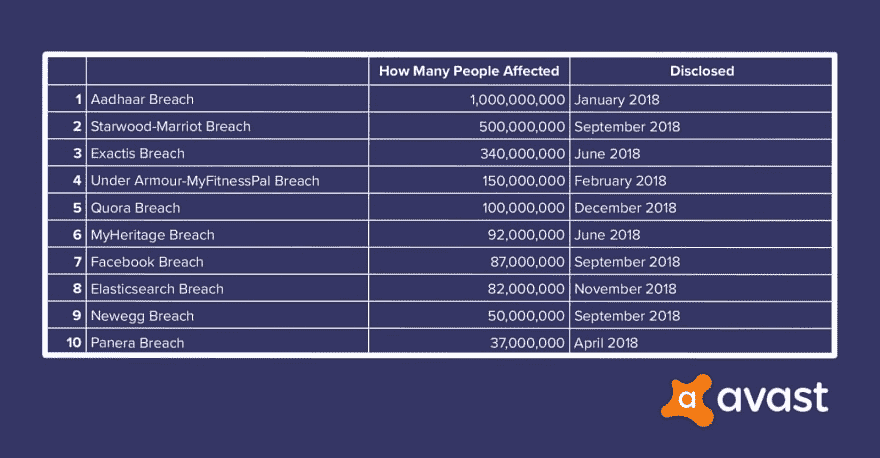 How Many People Affected Disclosed
1 Aadhaar Breach 1,000,000,000 January 2018
2 Starwood-Marriot Breach 500,000,000 September 2018
3 Exactis Breach 340,000,000 June 2018
4 Under Armour-MyFitnessPal Breach 150,000,000 February 2018
5 Quora Breach 100,000,000 December 2018
6 MyHeritage Breach 92,000,000 June 2018
7 Facebook Breach 87,000,000 September 2018
8 Elasticsearch Breach 82,000,000 November 2018
9 Newegg Breach 50,000,000 September 2018
10 Panera Breach 37,000,000 April 2018
a avast